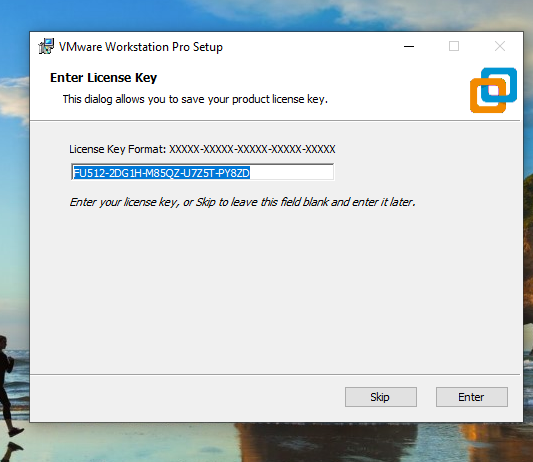 VMware Workstation Pro Setup
Enter License Key
This dialog allows you to save your product license key.
License Key Format: XXXXX-XXXXX-XXXXX-XXXXX-XXXXX
FU512-2DG1H-M85QZ-U7Z5T-PY8ZD
Enter your license key, or Skip to leave this field blank and enter it later.
Skip
Enter